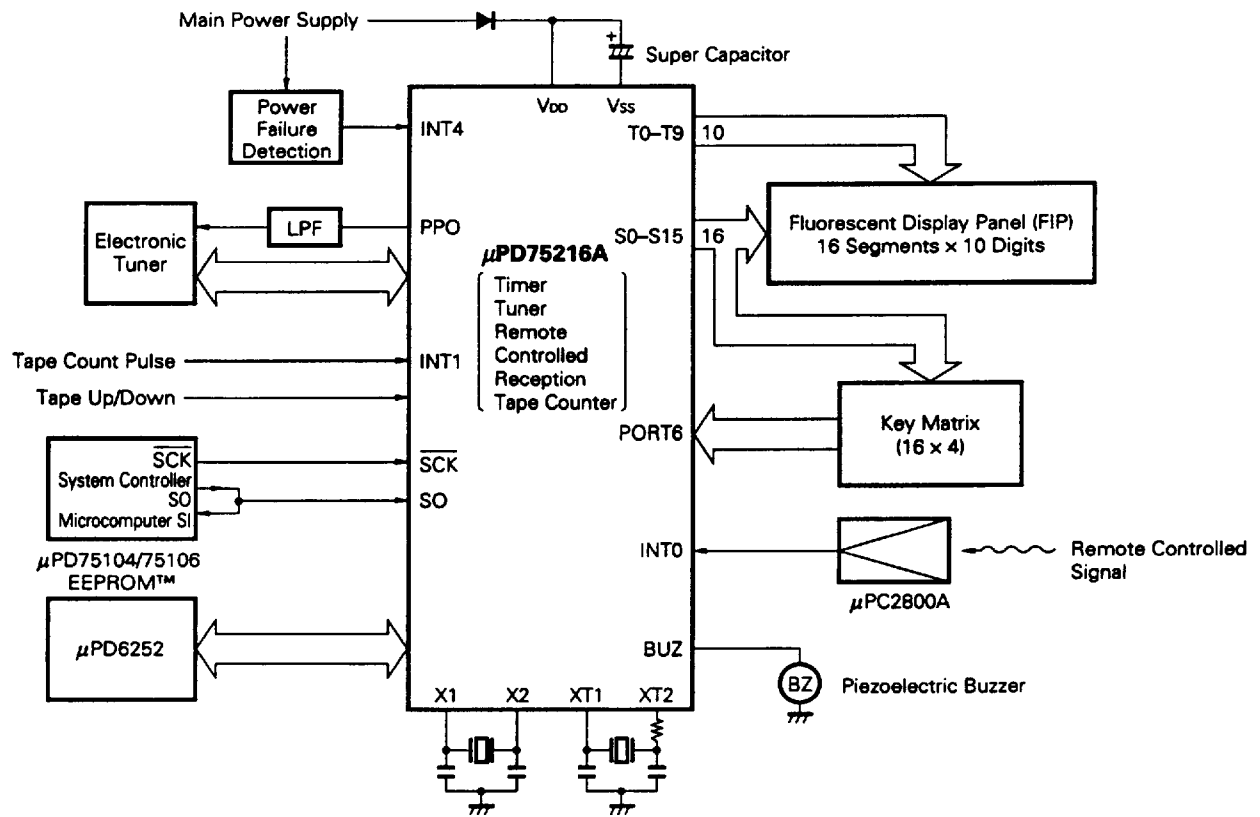 Main Power Supply
+
Super Capacitor
Power
Failure
Detection
INT4
VDD
VSS
T0–T9
10
Electronic
Tuner
LPF
PPO
S0–S15
16
Fluorescent Display Panel (FIP)
16 Segments × 10 Digits
μPD75216A
Timer
Tuner
Remote
Controlled
Reception
Tape Counter
Tape Count Pulse
INT1
Tape Up/Down
Key Matrix
(16 × 4)
PORT6
SCK
System Controller
SO
Microcomputer SI
SCK
SO
μPD75104/75106
EEPROM™
μPD6252
INT0
Remote Controlled
Signal
μPC2800A
BUZ
BZ
Piezoelectric Buzzer
X1
X2
XT1
XT2